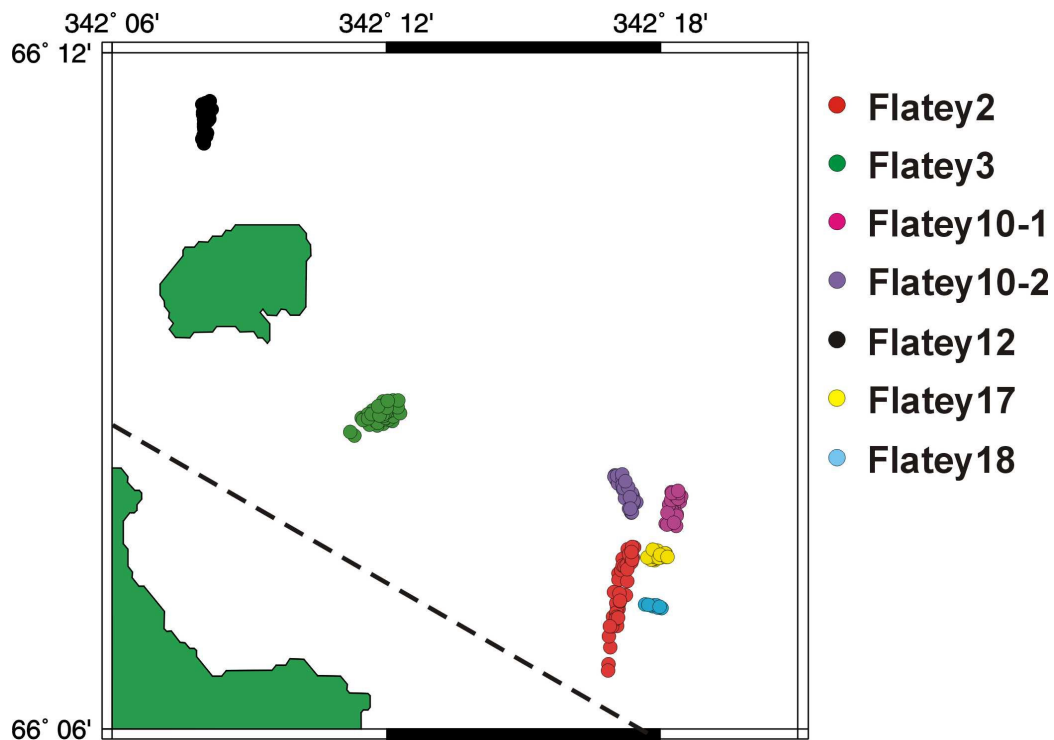 342° 06'
342° 12'
342° 18'
66° 12'
66° 06'
Flatey2
Flatey3
Flatey10-1
Flatey10-2
Flatey12
Flatey17
Flatey18